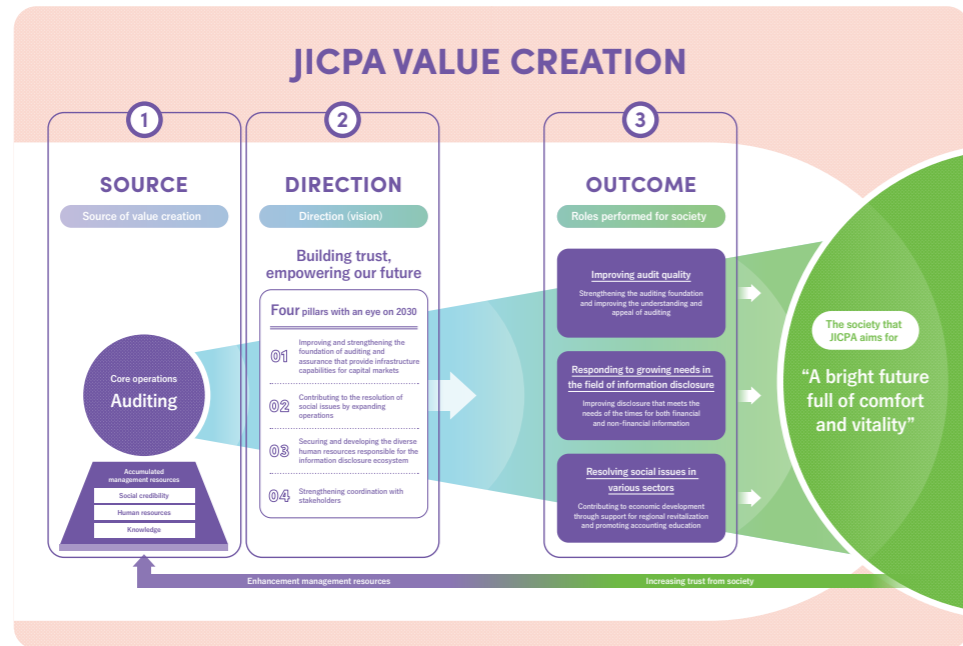 JICPA VALUE CREATION
1
SOURCE
Source of value creation
Core operations
Auditing
Accumulated
management resources
Social credibility
Human resources
Knowledge
2
DIRECTION
Direction (vision)
Building trust,
empowering our future
Four pillars with an eye on 2030
01
Improving and strengthening the
foundation of auditing and
assurance that provide infrastructure
capabilities for capital markets
02
Contributing to the resolution of
social issues by expanding
operations
03
Securing and developing the diverse
human resources responsible for the
information disclosure ecosystem
04
Strengthening coordination with
stakeholders
3
OUTCOME
Roles performed for society
Improving audit quality
Strengthening the auditing foundation
and improving the understanding and
appeal of auditing
Responding to growing needs in
the field of information disclosure
Improving disclosure that meets the
needs of the times for both financial
and non-financial information
Resolving social issues in
various sectors
Contributing to economic development
through support for regional revitalization
and promoting accounting education
The society that
JICPA aims for
“A bright future
full of comfort
and vitality”
Enhancement management resources
Increasing trust from society